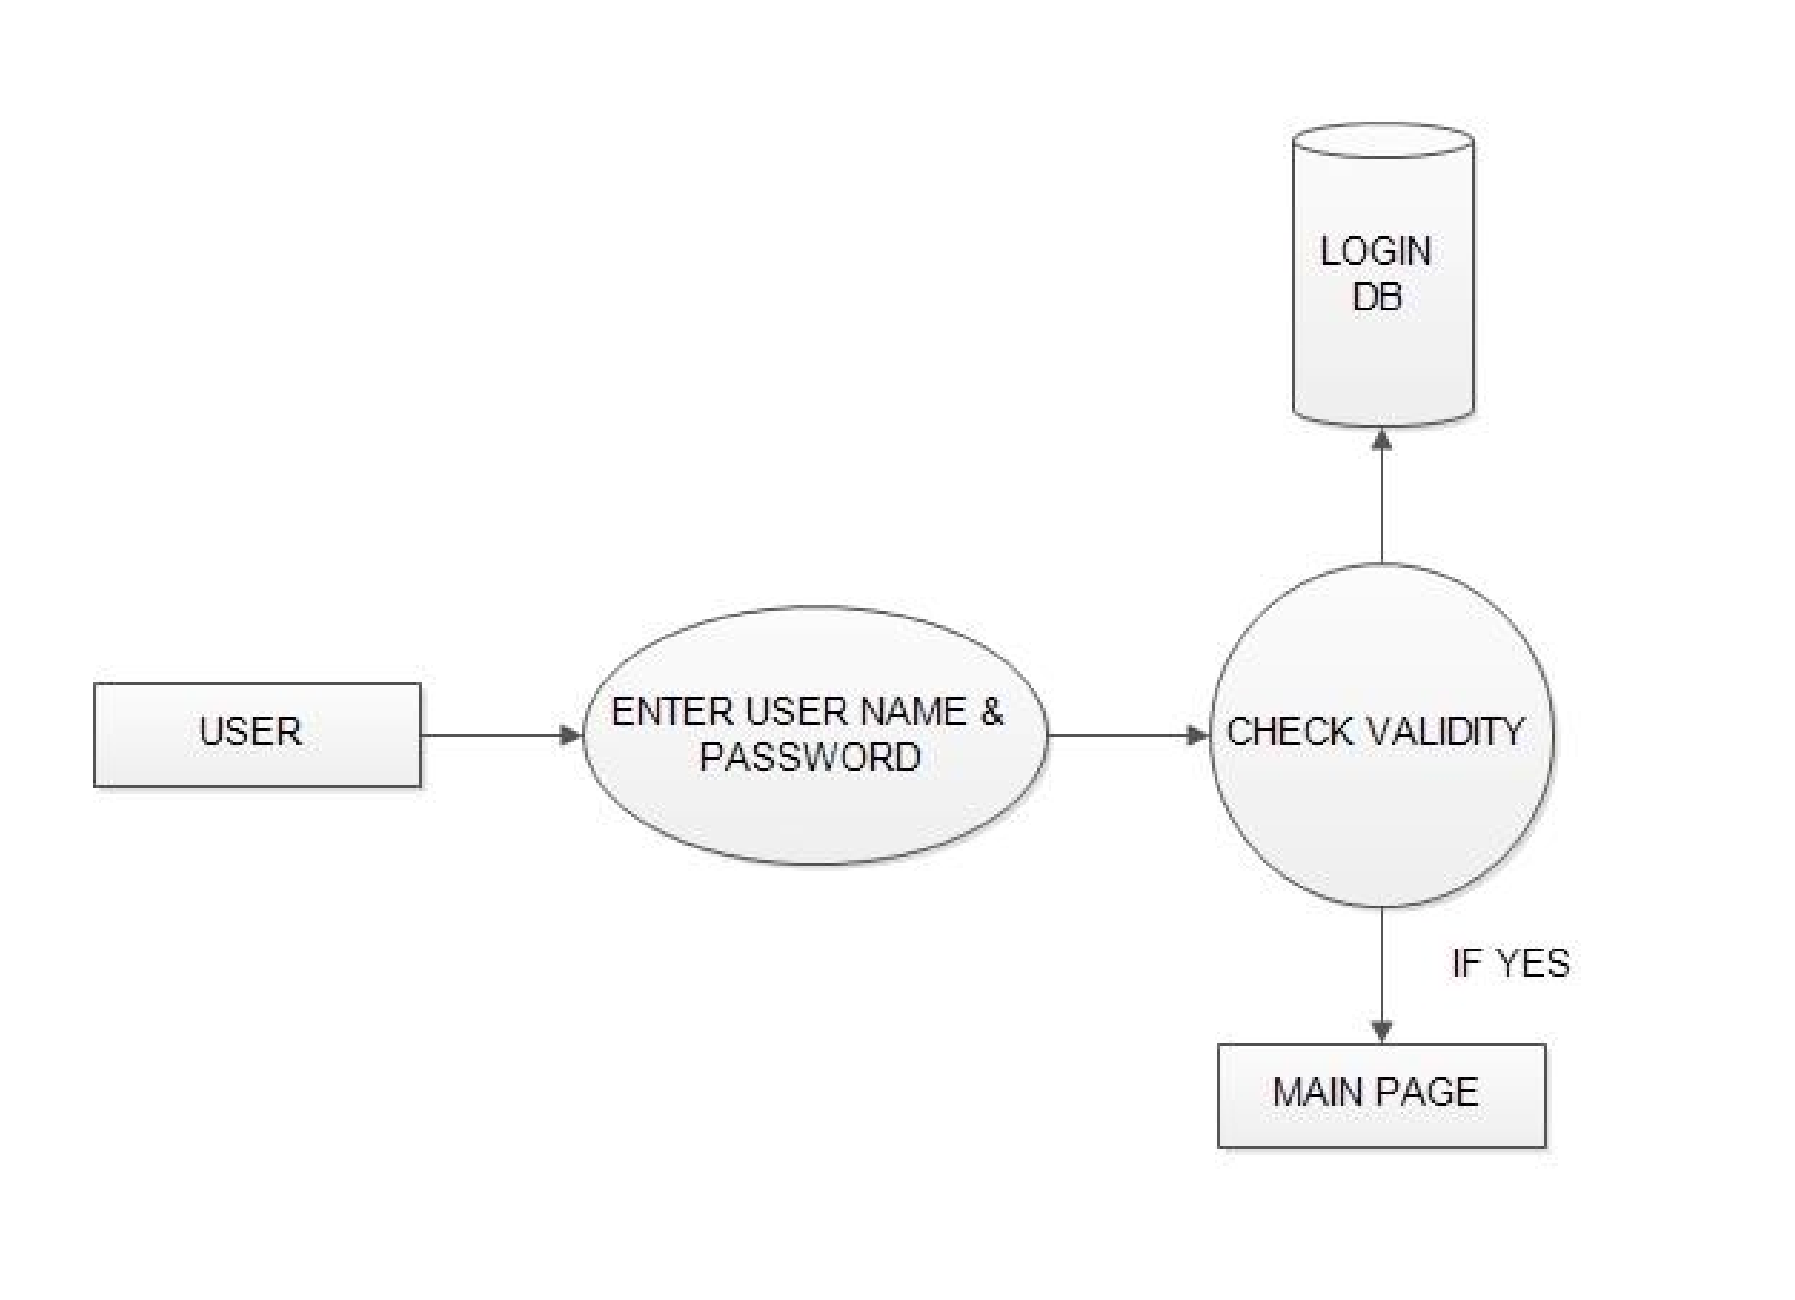 LOGIN
DB
USER
ENTER USER NAME &
PASSWORD
CHECK VALIDITY
IF YES
MAIN PAGE